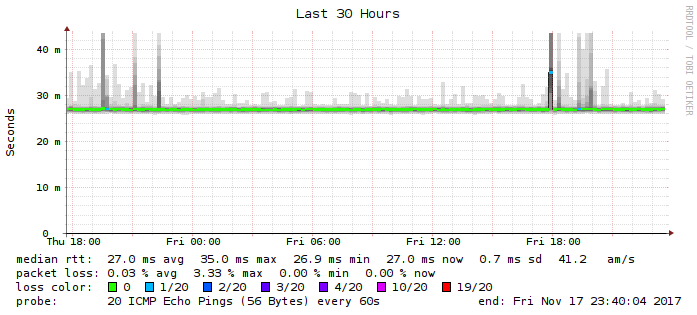 Last 30 Hours
RRDTOOL / TOBI OETIKER
Seconds
40 m
30 m
20 m
10 m
0
Thu 18:00 Fri 00:00 Fri 06:00 Fri 12:00 Fri 18:00
median rtt: 27.0 ms avg 35.0 ms max 26.9 ms min 27.0 ms now 0.7 ms sd 41.2 am/s
packet loss: 0.03 % avg 3.33 % max 0.00 % min 0.00 % now
loss color: 0 1/20 2/20 3/20 4/20 10/20 19/20
probe: 20 ICMP Echo Pings (56 Bytes) every 60s end: Fri Nov 17 23:40:04 2017